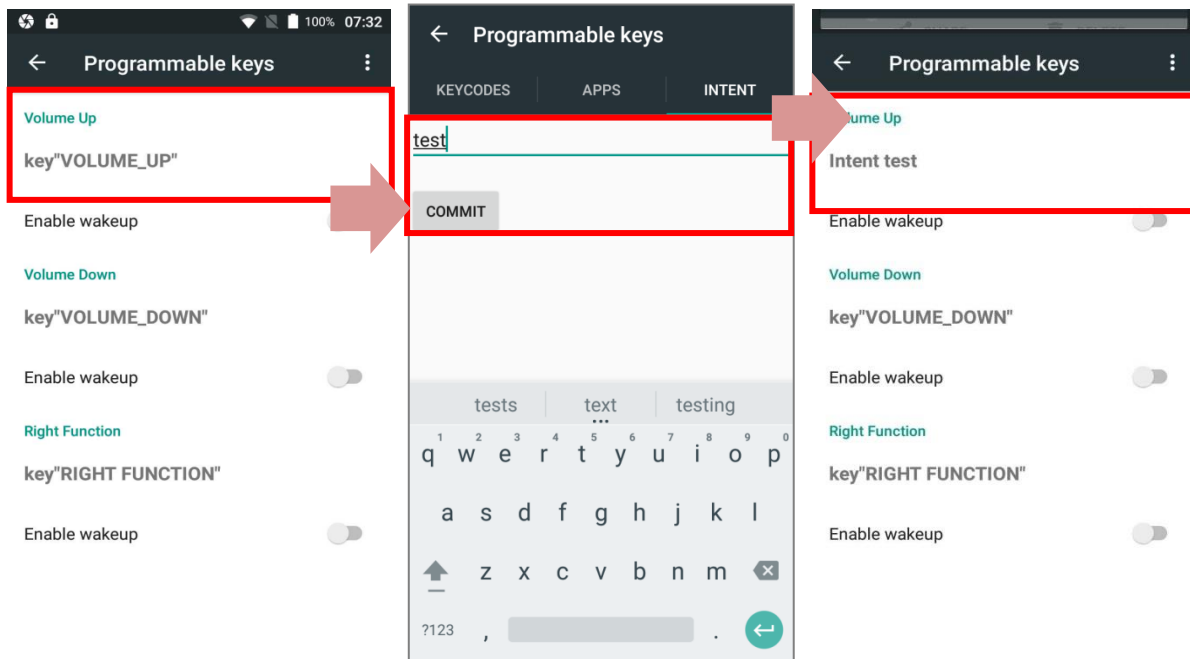 100% 07:32
Programmable keys
Volume Up
key"VOLUME_UP"
Enable wakeup
Volume Down
key"VOLUME_DOWN"
Enable wakeup
Right Function
key"RIGHT FUNCTION"
Enable wakeup
Programmable keys
KEYCODES APPS INTENT
test
COMMIT
tests text testing
1 2 3 4 5 6 7 8 9 0
q w e r t y u i o p
a s d f g h j k l
z x c v b n m
?123 , .
Programmable keys
lume Up
Intent test
Enable wakeup
Volume Down
key"VOLUME_DOWN"
Enable wakeup
Right Function
key"RIGHT FUNCTION"
Enable wakeup